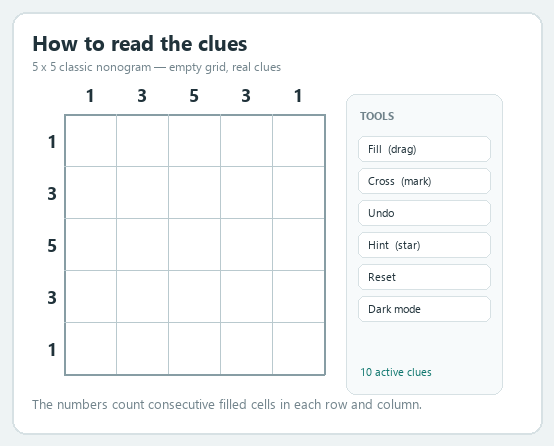 How to read the clues
5 x 5 classic nonogram — empty grid, real clues
1 3 5 3 1
1
3
5
3
1
TOOLS
Fill (drag)
Cross (mark)
Undo
Hint (star)
Reset
Dark mode
10 active clues
The numbers count consecutive filled cells in each row and column.